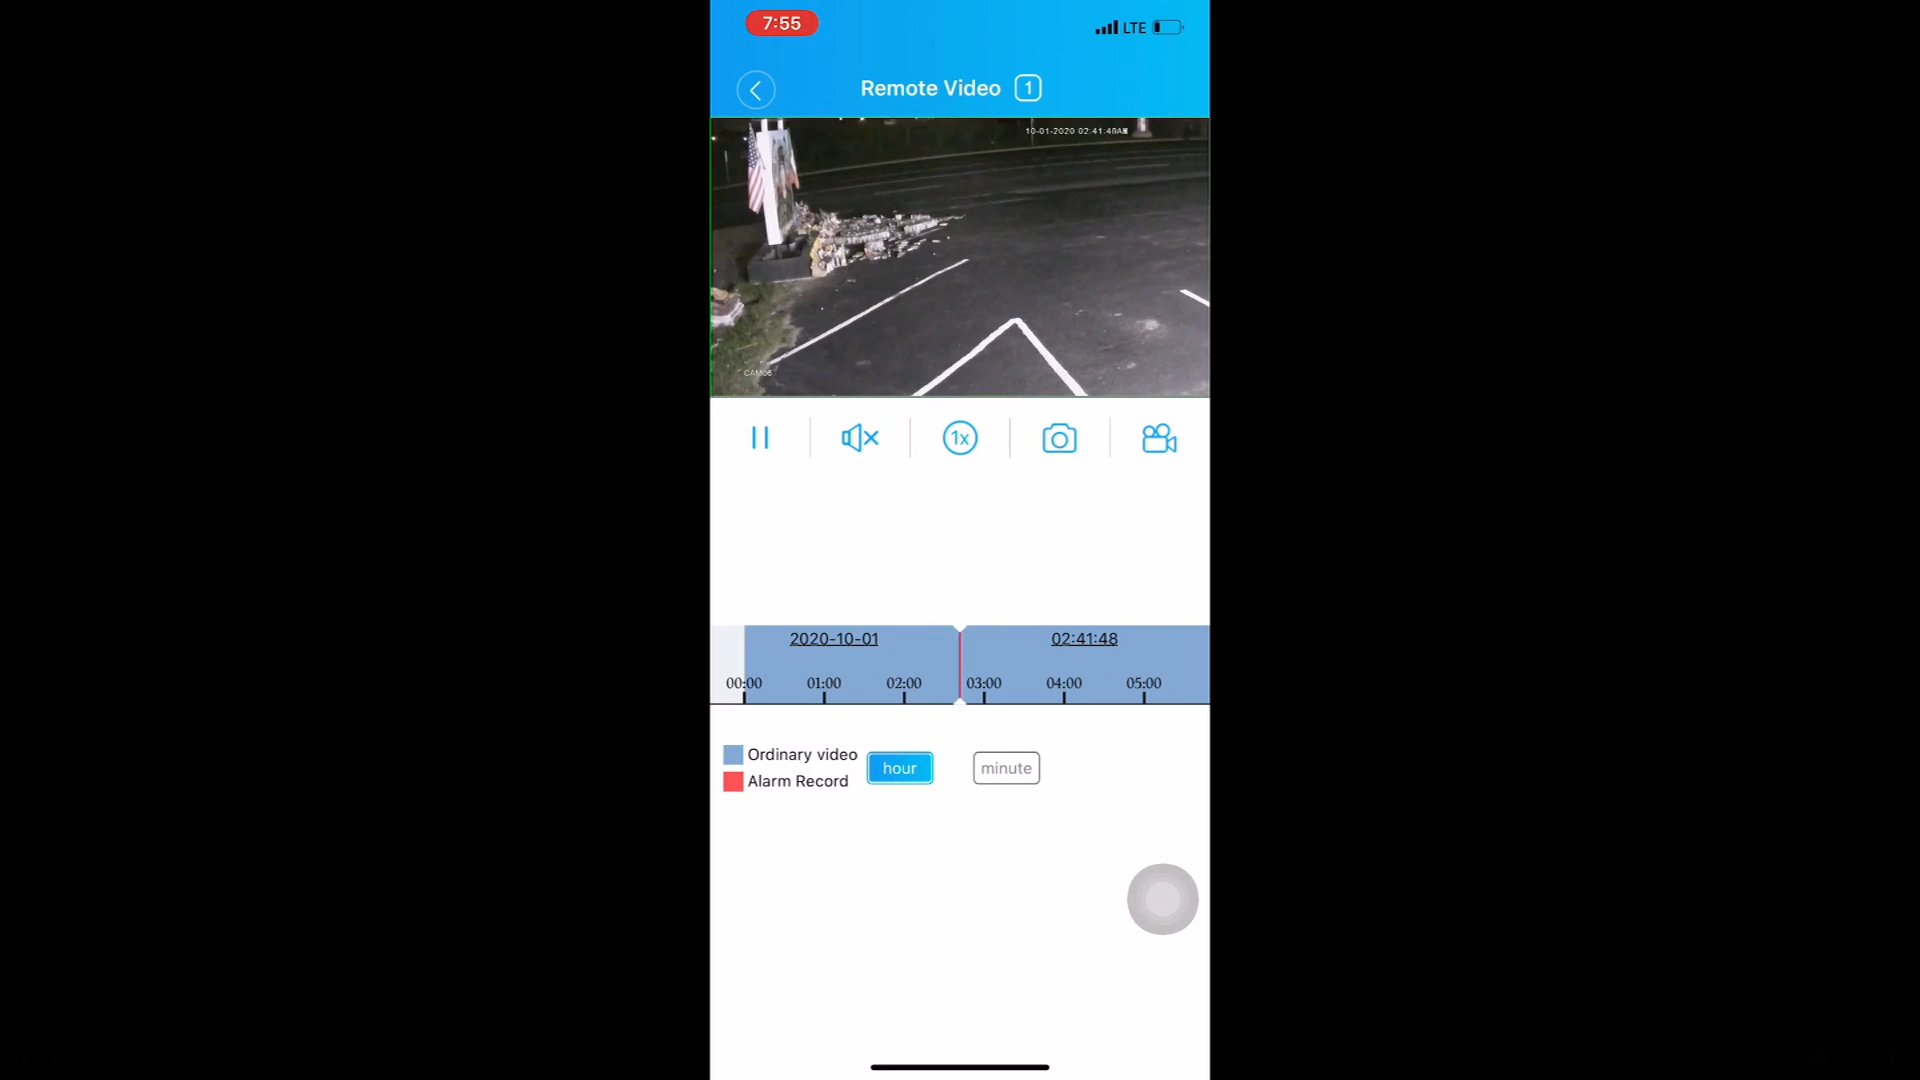 7:55
LTE
Remote Video 1
10-01-2020 02:41:48AM
CAM06
1x
2020-10-01 02:41:48
00:00 01:00 02:00 03:00 04:00 05:00
Ordinary video
hour minute
Alarm Record